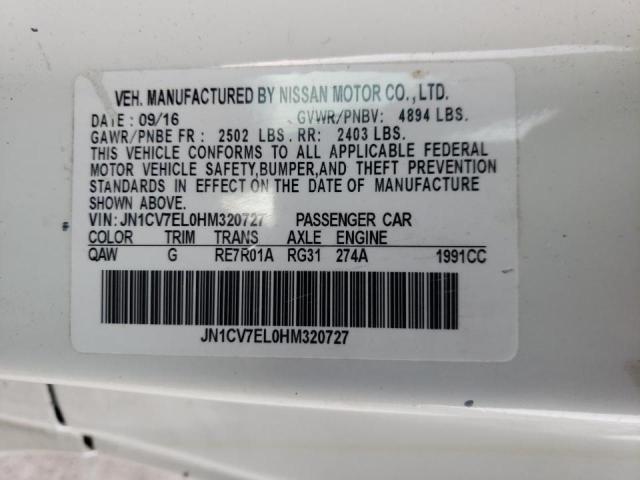 VEH. MANUFACTURED BY NISSAN MOTOR CO.,LTD.
DATE: 09/16 GVWR/PNBV: 4894 LBS.
GAWR/PNBE FR : 2502 LBS. RR: 2403 LBS.
THIS VEHICLE CONFORMS TO ALL APPLICABLE FEDERAL
MOTOR VEHICLE SAFETY,BUMPER,AND THEFT PREVENTION
STANDARDS IN EFFECT ON THE DATE OF MANUFACTURE
SHOWN ABOVE.
VIN:JN1CV7EL0HM320727 PASSENGER CAR
COLOR TRIM TRANS AXLE ENGINE
QAW G RE7R01A RG31 274A 1991CC
JN1CV7EL0HM320727